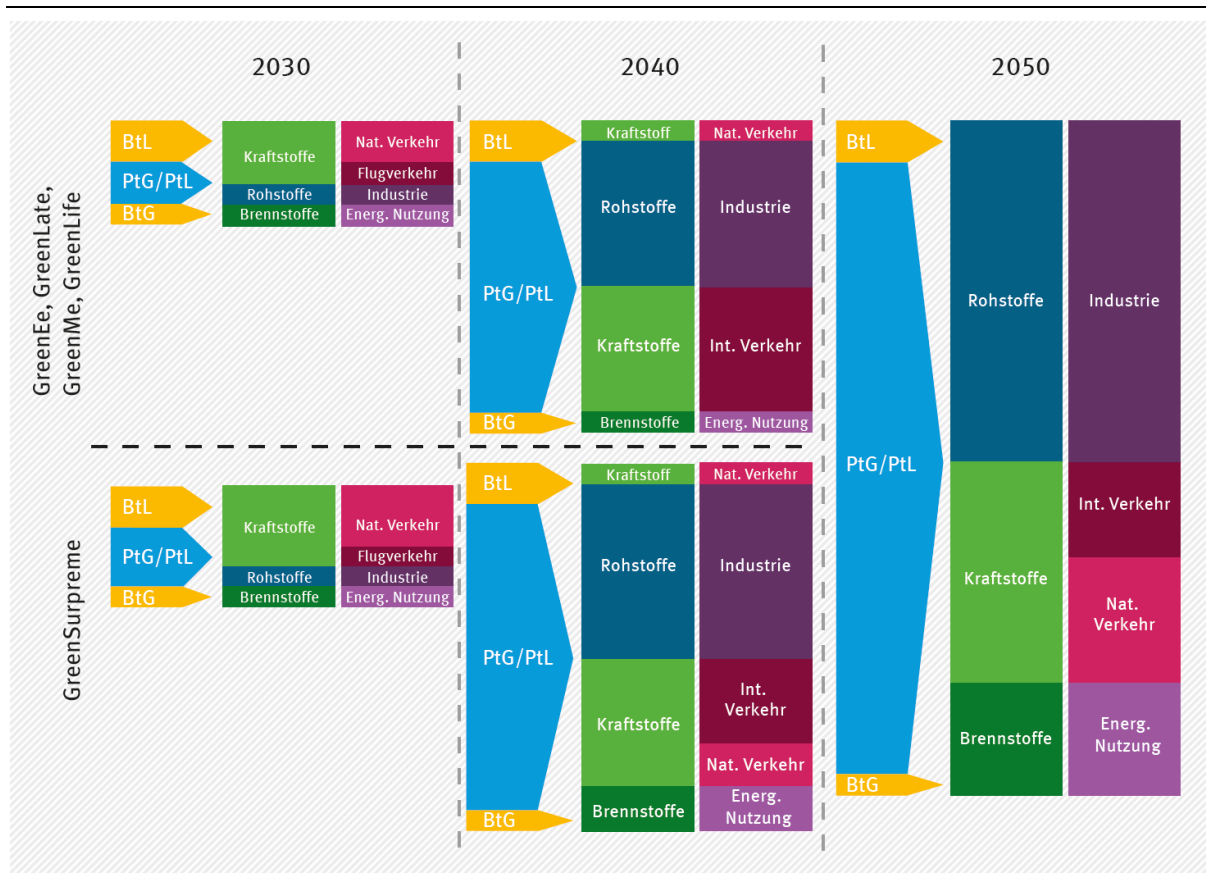 2030
2040
2050
GreenEe, GreenLate,
GreenMe, GreenLife
BtL
PtG/PtL
BtG
Kraftstoffe
Rohstoffe
Brennstoffe
Nat. Verkehr
Flugverkehr
Industrie
Energ. Nutzung
BtL
PtG/PtL
BtG
Kraftstoff
Rohstoffe
Kraftstoffe
Brennstoffe
Nat. Verkehr
Industrie
Int. Verkehr
Energ. Nutzung
GreenSurpreme
BtL
PtG/PtL
BtG
Kraftstoffe
Rohstoffe
Brennstoffe
Nat. Verkehr
Flugverkehr
Industrie
Energ. Nutzung
BtL
PtG/PtL
BtG
Kraftstoff
Rohstoffe
Kraftstoffe
Brennstoffe
Nat. Verkehr
Industrie
Int.
Verkehr
Nat. Verkehr
Energ.
Nutzung
BtL
PtG/PtL
BtG
Rohstoffe
Kraftstoffe
Brennstoffe
Industrie
Int. Verkehr
Nat.
Verkehr
Energ.
Nutzung